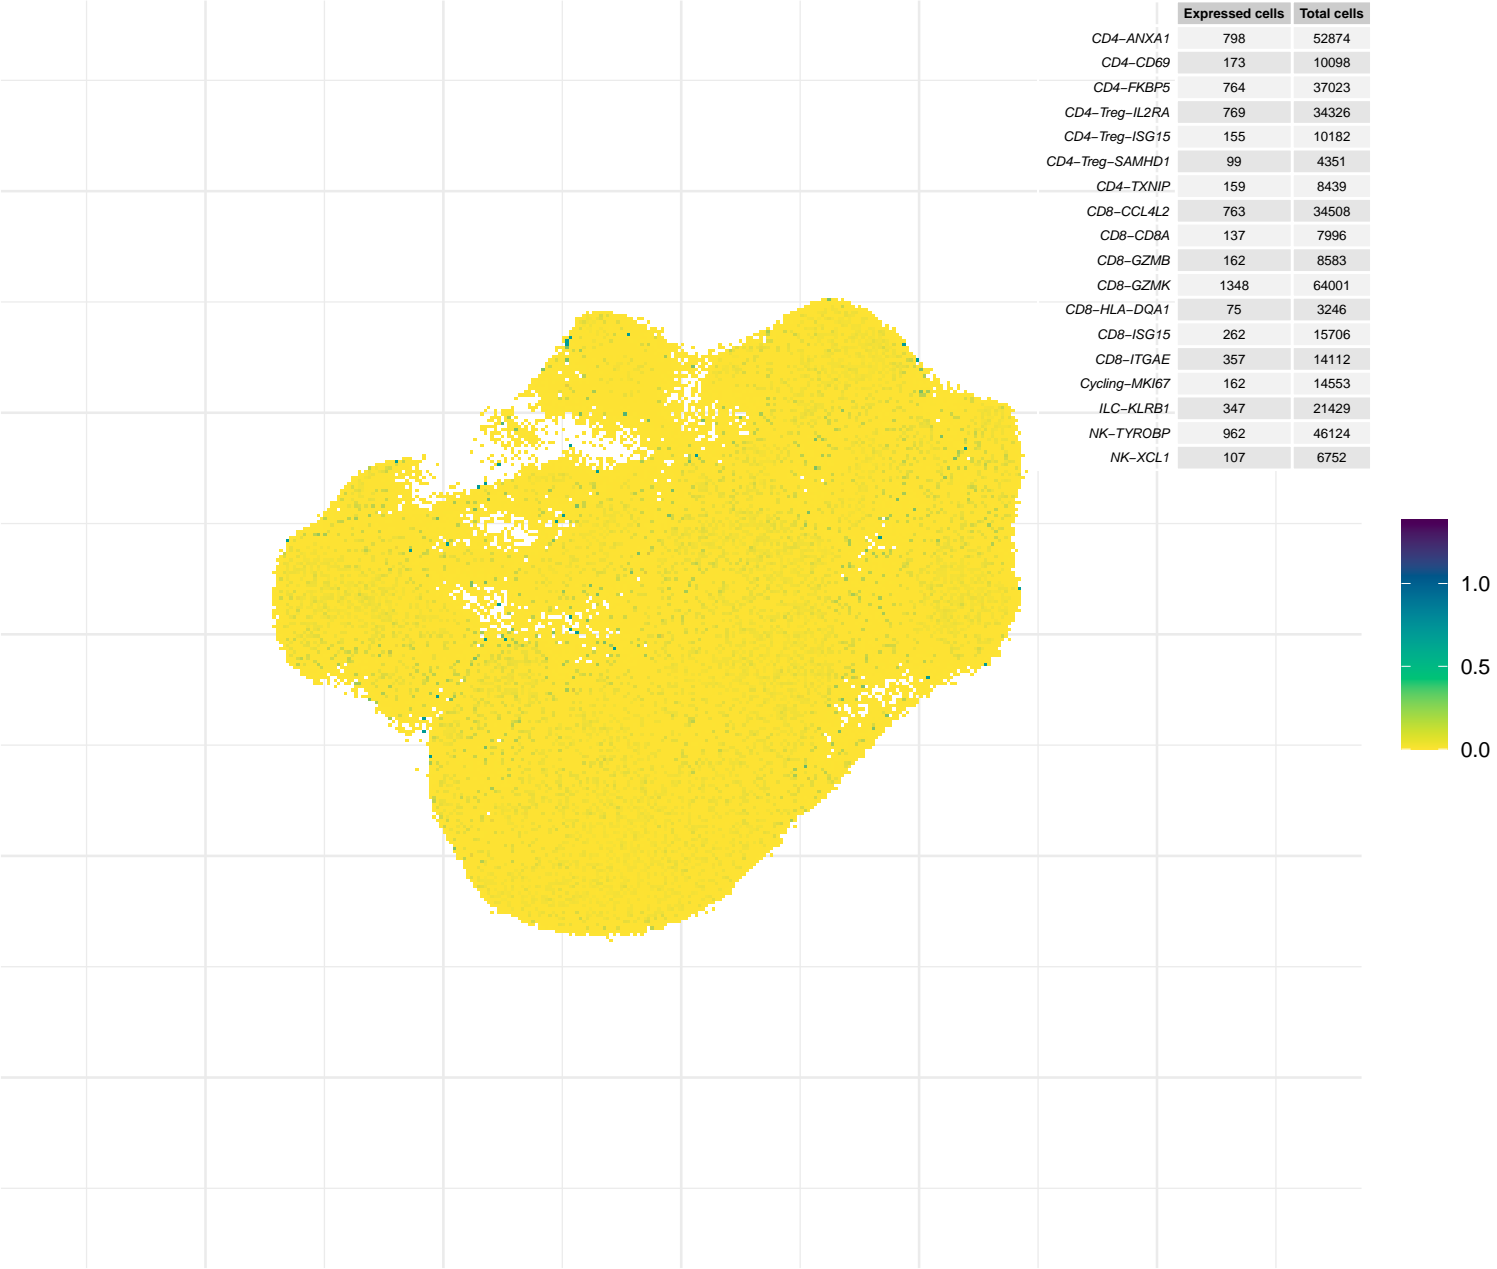 Expressed cells Total cells
CD4−ANXA1 798 52874
CD4−CD69 173 10098
CD4−FKBP5 764 37023
CD4−Treg−IL2RA 769 34326
CD4−Treg−ISG15 155 10182
CD4−Treg−SAMHD1 99 4351
CD4−TXNIP 159 8439
CD8−CCL4L2 763 34508
CD8−CD8A 137 7996
CD8−GZMB 162 8583
CD8−GZMK 1348 64001
CD8−HLA−DQA1 75 3246
CD8−ISG15 262 15706
CD8−ITGAE 357 14112
Cycling−MKI67 162 14553
ILC−KLRB1 347 21429
NK−TYROBP 962 46124
NK−XCL1 107 6752
1.0
0.5
0.0